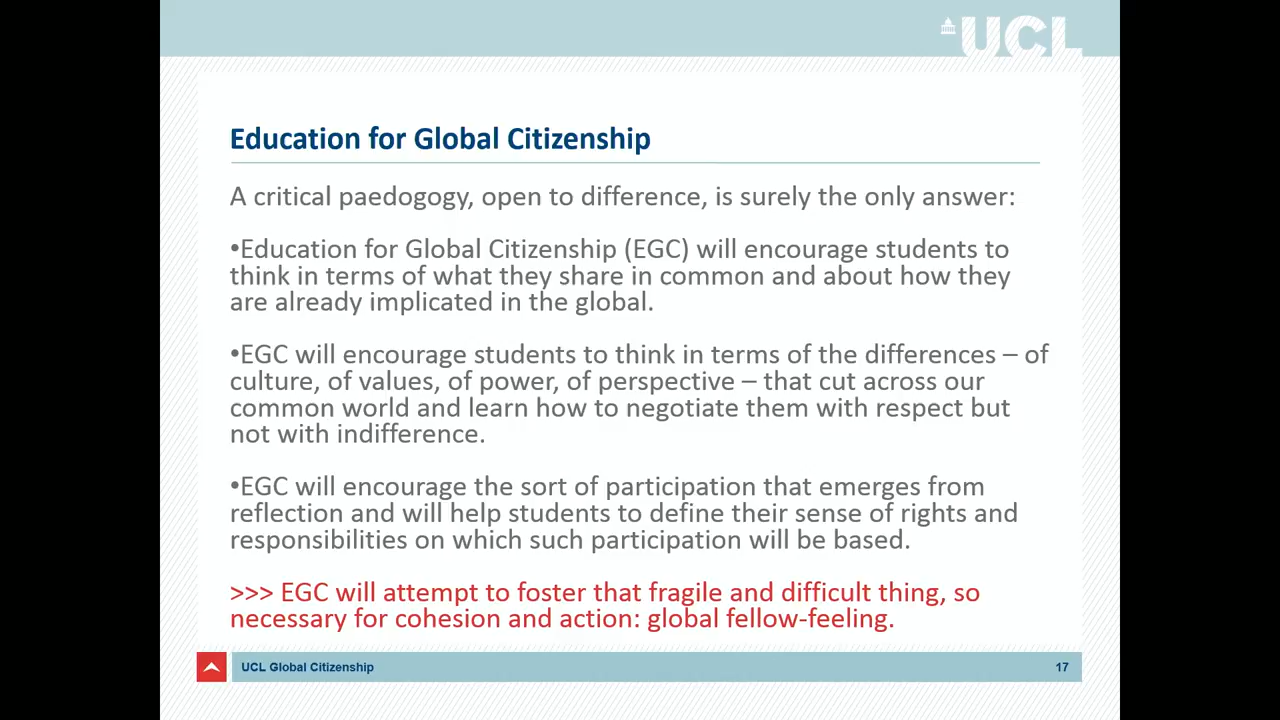 UCL
Education for Global Citizenship
A critical paedogogy, open to difference, is surely the only answer:
•Education for Global Citizenship (EGC) will encourage students to
think in terms of what they share in common and about how they
are already implicated in the global.
•EGC will encourage students to think in terms of the differences – of
culture, of values, of power, of perspective – that cut across our
common world and learn how to negotiate them with respect but
not with indifference.
•EGC will encourage the sort of participation that emerges from
reflection and will help students to define their sense of rights and
responsibilities on which such participation will be based.
>>> EGC will attempt to foster that fragile and difficult thing, so
necessary for cohesion and action: global fellow-feeling.
UCL Global Citizenship 17